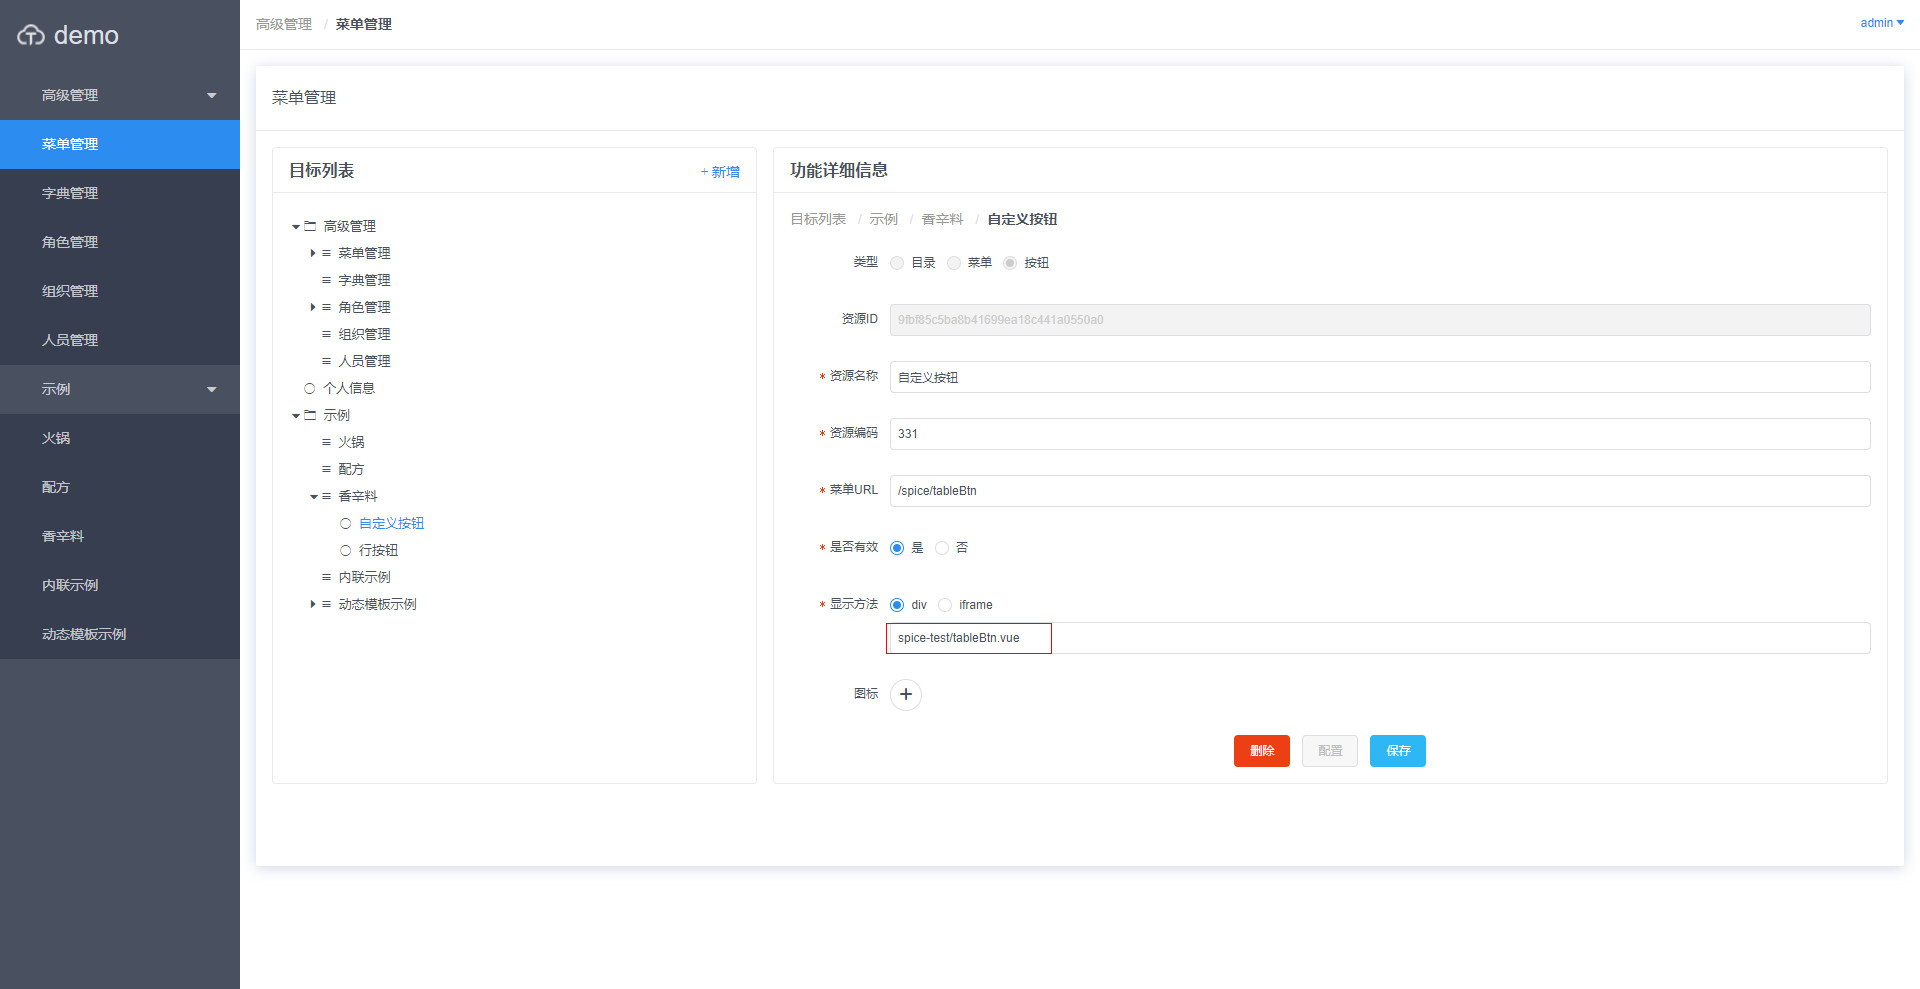 demo
高级管理
菜单管理
字典管理
角色管理
组织管理
人员管理
示例
火锅
配方
香辛料
内联示例
动态模板示例
高级管理 / 菜单管理
admin
菜单管理
目标列表
+ 新增
高级管理
菜单管理
字典管理
角色管理
组织管理
人员管理
个人信息
示例
火锅
配方
香辛料
自定义按钮
行按钮
内联示例
动态模板示例
功能详细信息
目标列表 / 示例 / 香辛料 / 自定义按钮
类型 目录 菜单 按钮
资源ID 9fbf85c5ba8b41699ea18c441a0550a0
* 资源名称 自定义按钮
* 资源编码 331
* 菜单URL /spice/tableBtn
* 是否有效 是 否
* 显示方法 div iframe
spice-test/tableBtn.vue
图标
删除 配置 保存